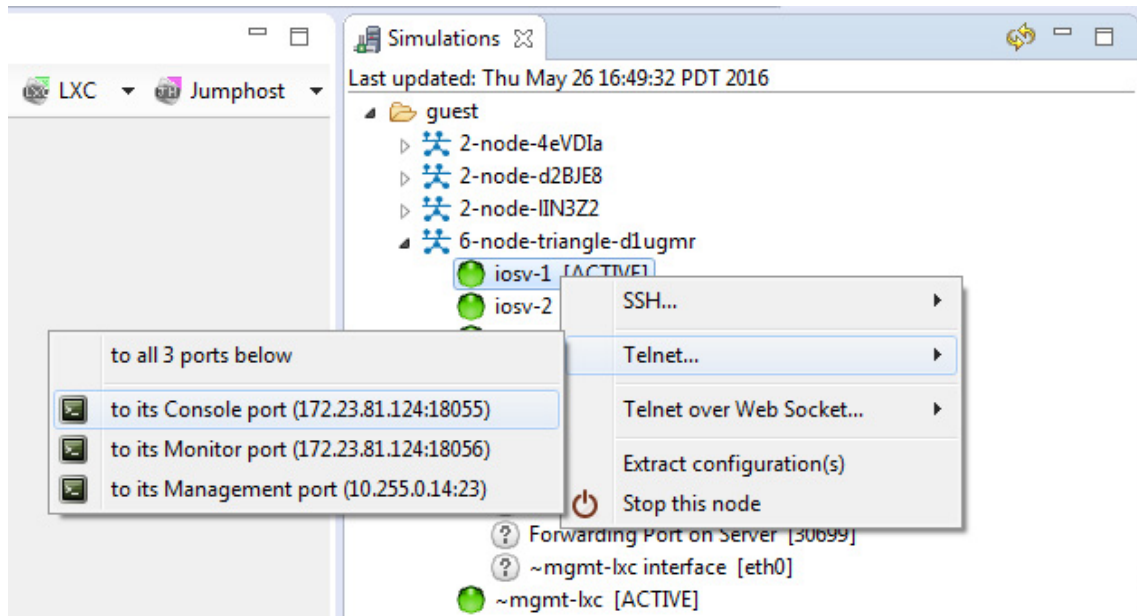 Simulations
LXC
Jumphost
Last updated: Thu May 26 16:49:32 PDT 2016
guest
2-node-4eVDIa
2-node-d2BJE8
2-node-IIN3Z2
6-node-triangle-d1ugmr
iosv-1 [ACTIVE]
iosv-2
SSH...
Telnet...
Telnet over Web Socket...
Extract configuration(s)
Stop this node
to all 3 ports below
to its Console port (172.23.81.124:18055)
to its Monitor port (172.23.81.124:18056)
to its Management port (10.255.0.14:23)
Forwarding Port on Server [30699]
~mgmt-lxc interface [eth0]
~mgmt-lxc [ACTIVE]